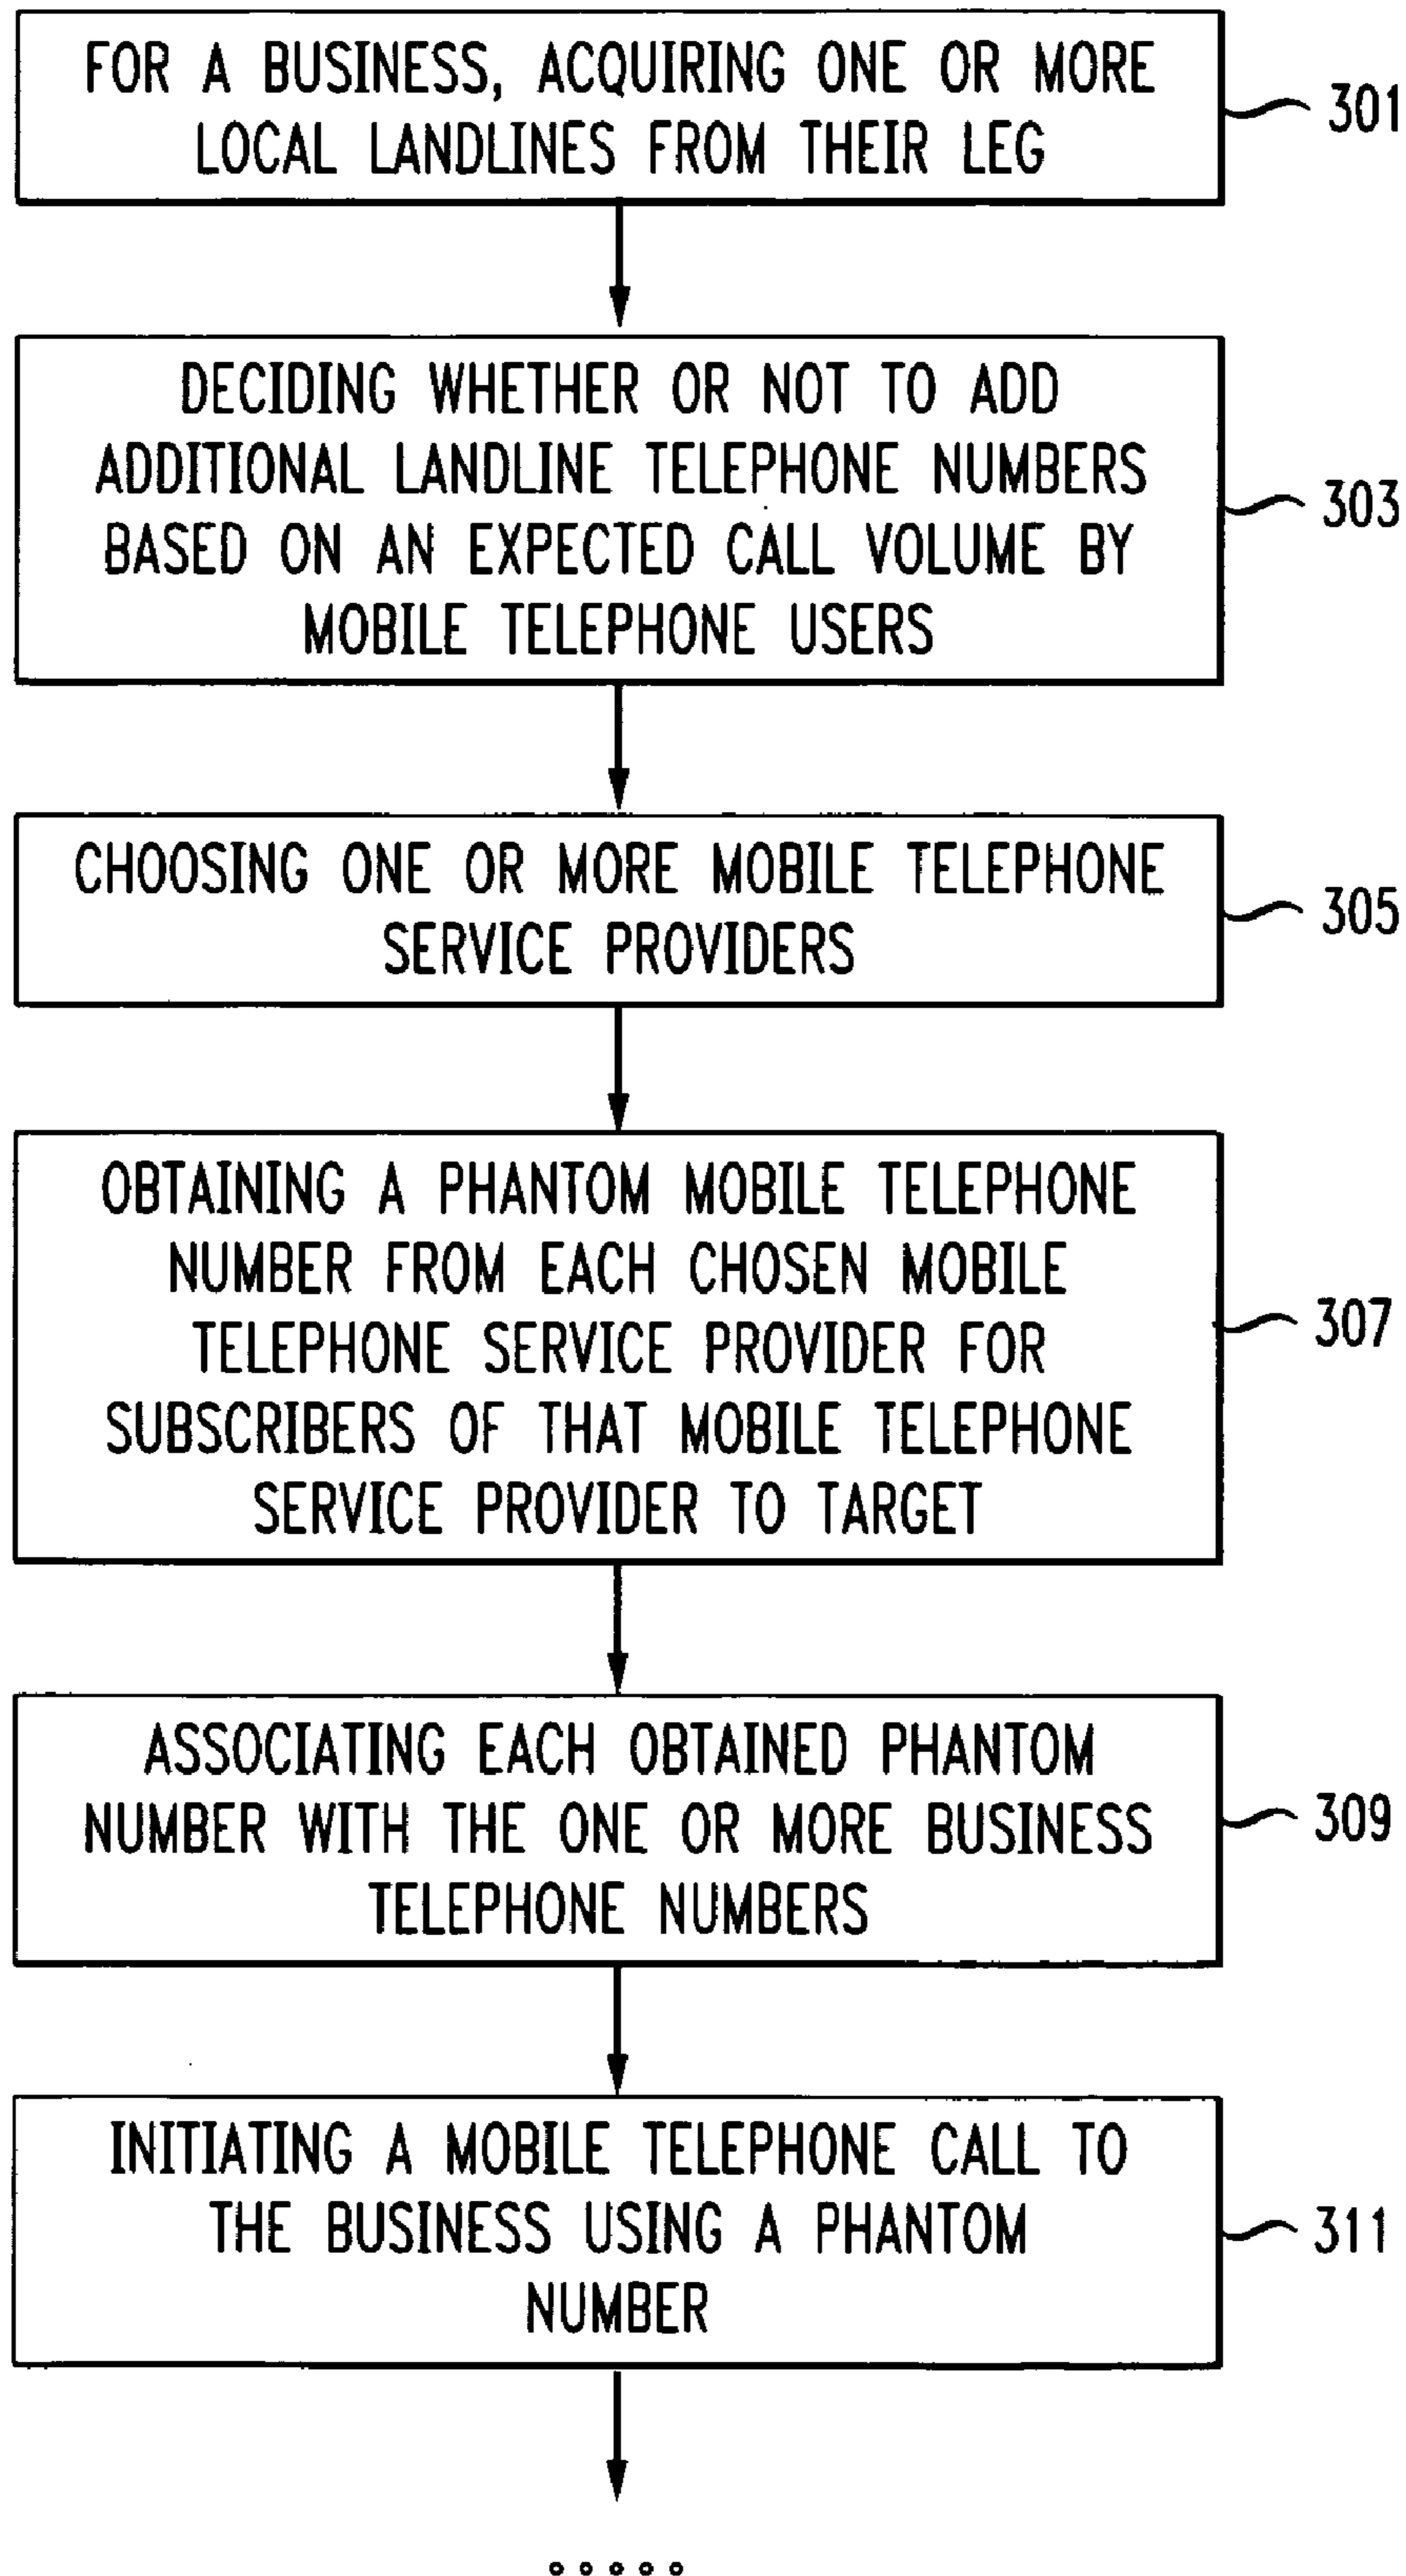 FOR A BUSINESS, ACQUIRING ONE OR MORE
LOCAL LANDLINES FROM THEIR LEG
301
DECIDING WHETHER OR NOT TO ADD
ADDITIONAL LANDLINE TELEPHONE NUMBERS
BASED ON AN EXPECTED CALL VOLUME BY
MOBILE TELEPHONE USERS
303
CHOOSING ONE OR MORE MOBILE TELEPHONE
SERVICE PROVIDERS
305
OBTAINING A PHANTOM MOBILE TELEPHONE
NUMBER FROM EACH CHOSEN MOBILE
TELEPHONE SERVICE PROVIDER FOR
SUBSCRIBERS OF THAT MOBILE TELEPHONE
SERVICE PROVIDER TO TARGET
307
ASSOCIATING EACH OBTAINED PHANTOM
NUMBER WITH THE ONE OR MORE BUSINESS
TELEPHONE NUMBERS
309
INITIATING A MOBILE TELEPHONE CALL TO
THE BUSINESS USING A PHANTOM
NUMBER
311